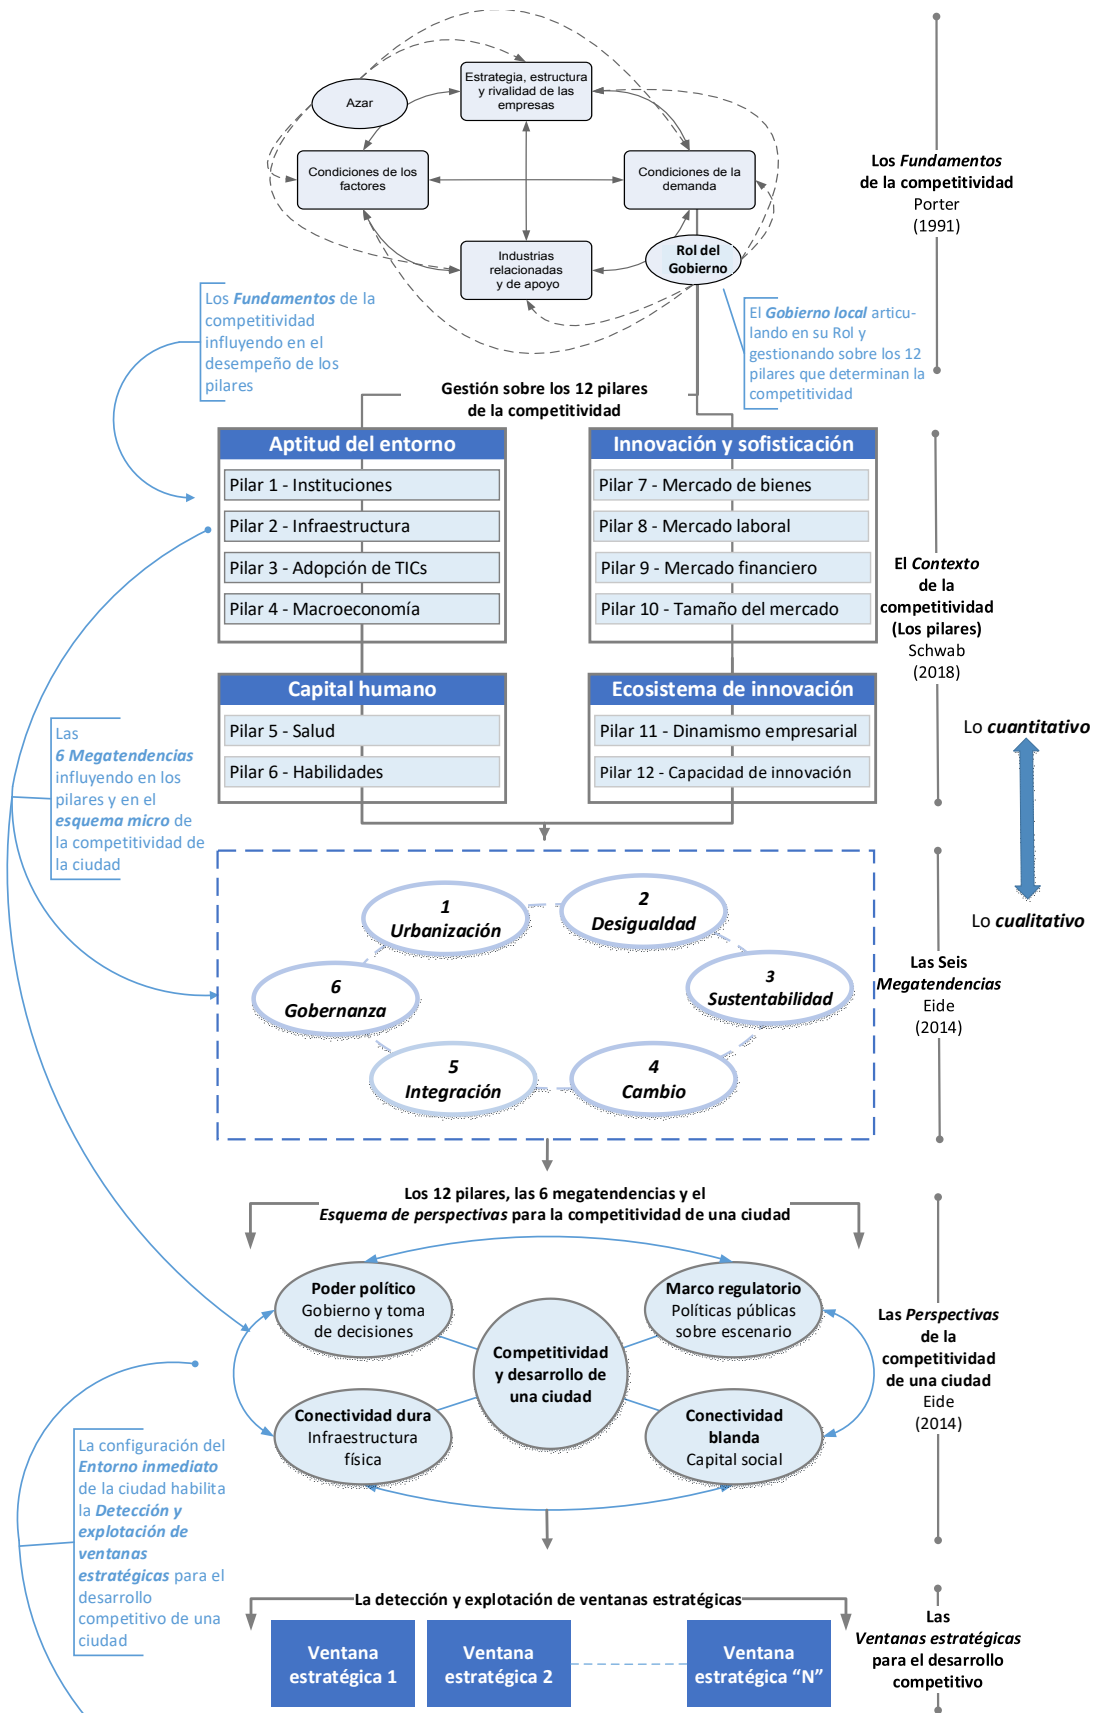 Estrategia, estructura
y rivalidad de las
empresas
Azar
Condiciones de los
factores
Condiciones de la
demanda
Industrias
relacionadas
y de apoyo
Rol del
Gobierno
Los Fundamentos
de la competitividad
Porter
(1991)
Los Fundamentos de la
competitividad
influyendo en el
desempeño de los
pilares
El Gobierno local articu-
lando en su Rol y
gestionando sobre los 12
pilares que determinan la
competitividad
Gestión sobre los 12 pilares
de la competitividad
Aptitud del entorno
Pilar 1 - Instituciones
Pilar 2 - Infraestructura
Pilar 3 - Adopción de TICs
Pilar 4 - Macroeconomía
Innovación y sofisticación
Pilar 7 - Mercado de bienes
Pilar 8 - Mercado laboral
Pilar 9 - Mercado financiero
Pilar 10 - Tamaño del mercado
El Contexto
de la
competitividad
(Los pilares)
Schwab
(2018)
Capital humano
Pilar 5 - Salud
Pilar 6 - Habilidades
Ecosistema de innovación
Pilar 11 - Dinamismo empresarial
Pilar 12 - Capacidad de innovación
Lo cuantitativo
Lo cualitativo
Las
6 Megatendencias
influyendo en los
pilares y en el
esquema micro de
la competitividad de
la ciudad
1
Urbanización
2
Desigualdad
3
Sustentabilidad
4
Cambio
5
Integración
6
Gobernanza
Las Seis
Megatendencias
Eide
(2014)
Los 12 pilares, las 6 megatendencias y el
Esquema de perspectivas para la competitividad de una ciudad
Poder político
Gobierno y toma
de decisiones
Marco regulatorio
Políticas públicas
sobre escenario
Competitividad
y desarrollo de
una ciudad
Conectividad dura
Infraestructura
física
Conectividad
blanda
Capital social
Las Perspectivas
de la
competitividad
de una ciudad
Eide
(2014)
La configuración del
Entorno inmediato
de la ciudad habilita
la Detección y
explotación de
ventanas
estratégicas para el
desarrollo
competitivo de una
ciudad
La detección y explotación de ventanas estratégicas
Ventana
estratégica 1
Ventana
estratégica 2
Ventana
estratégica “N”
Las
Ventanas estratégicas
para el desarrollo
competitivo